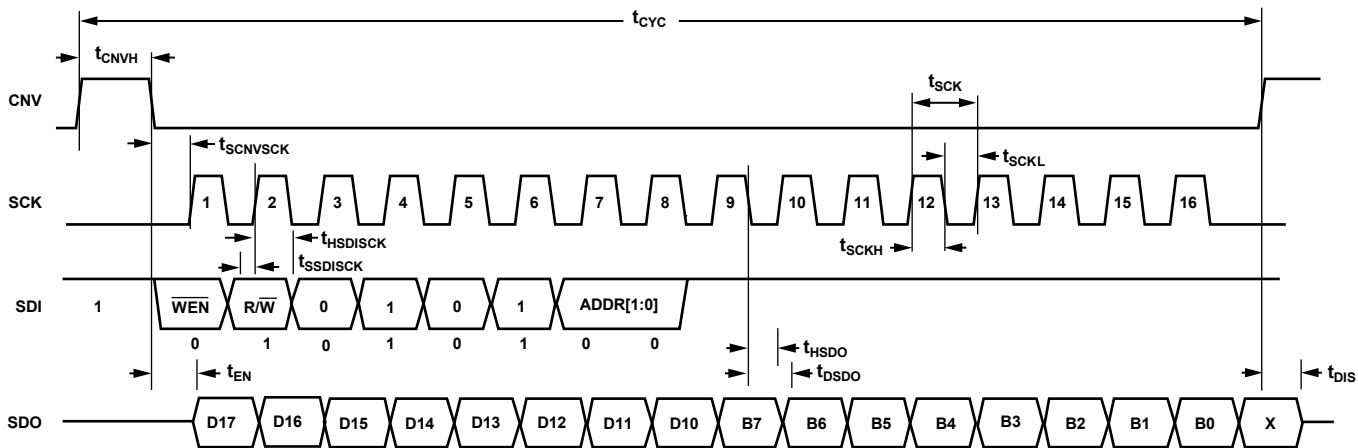 tCYC
tCNVH
CNV
tSCK
tSCNVSCK
tSCKL
SCK 1 2 3 4 5 6 7 8 9 10 11 12 13 14 15 16
tHSDISCK
tSCKH
tSSDISCK
SDI 1 WEN R/W 0 1 0 1 ADDR[1:0]
0 1 0 1 0 1 0 0
tHSDO
tEN
tDSDO
tDIS
SDO D17 D16 D15 D14 D13 D12 D11 D10 B7 B6 B5 B4 B3 B2 B1 B0 X